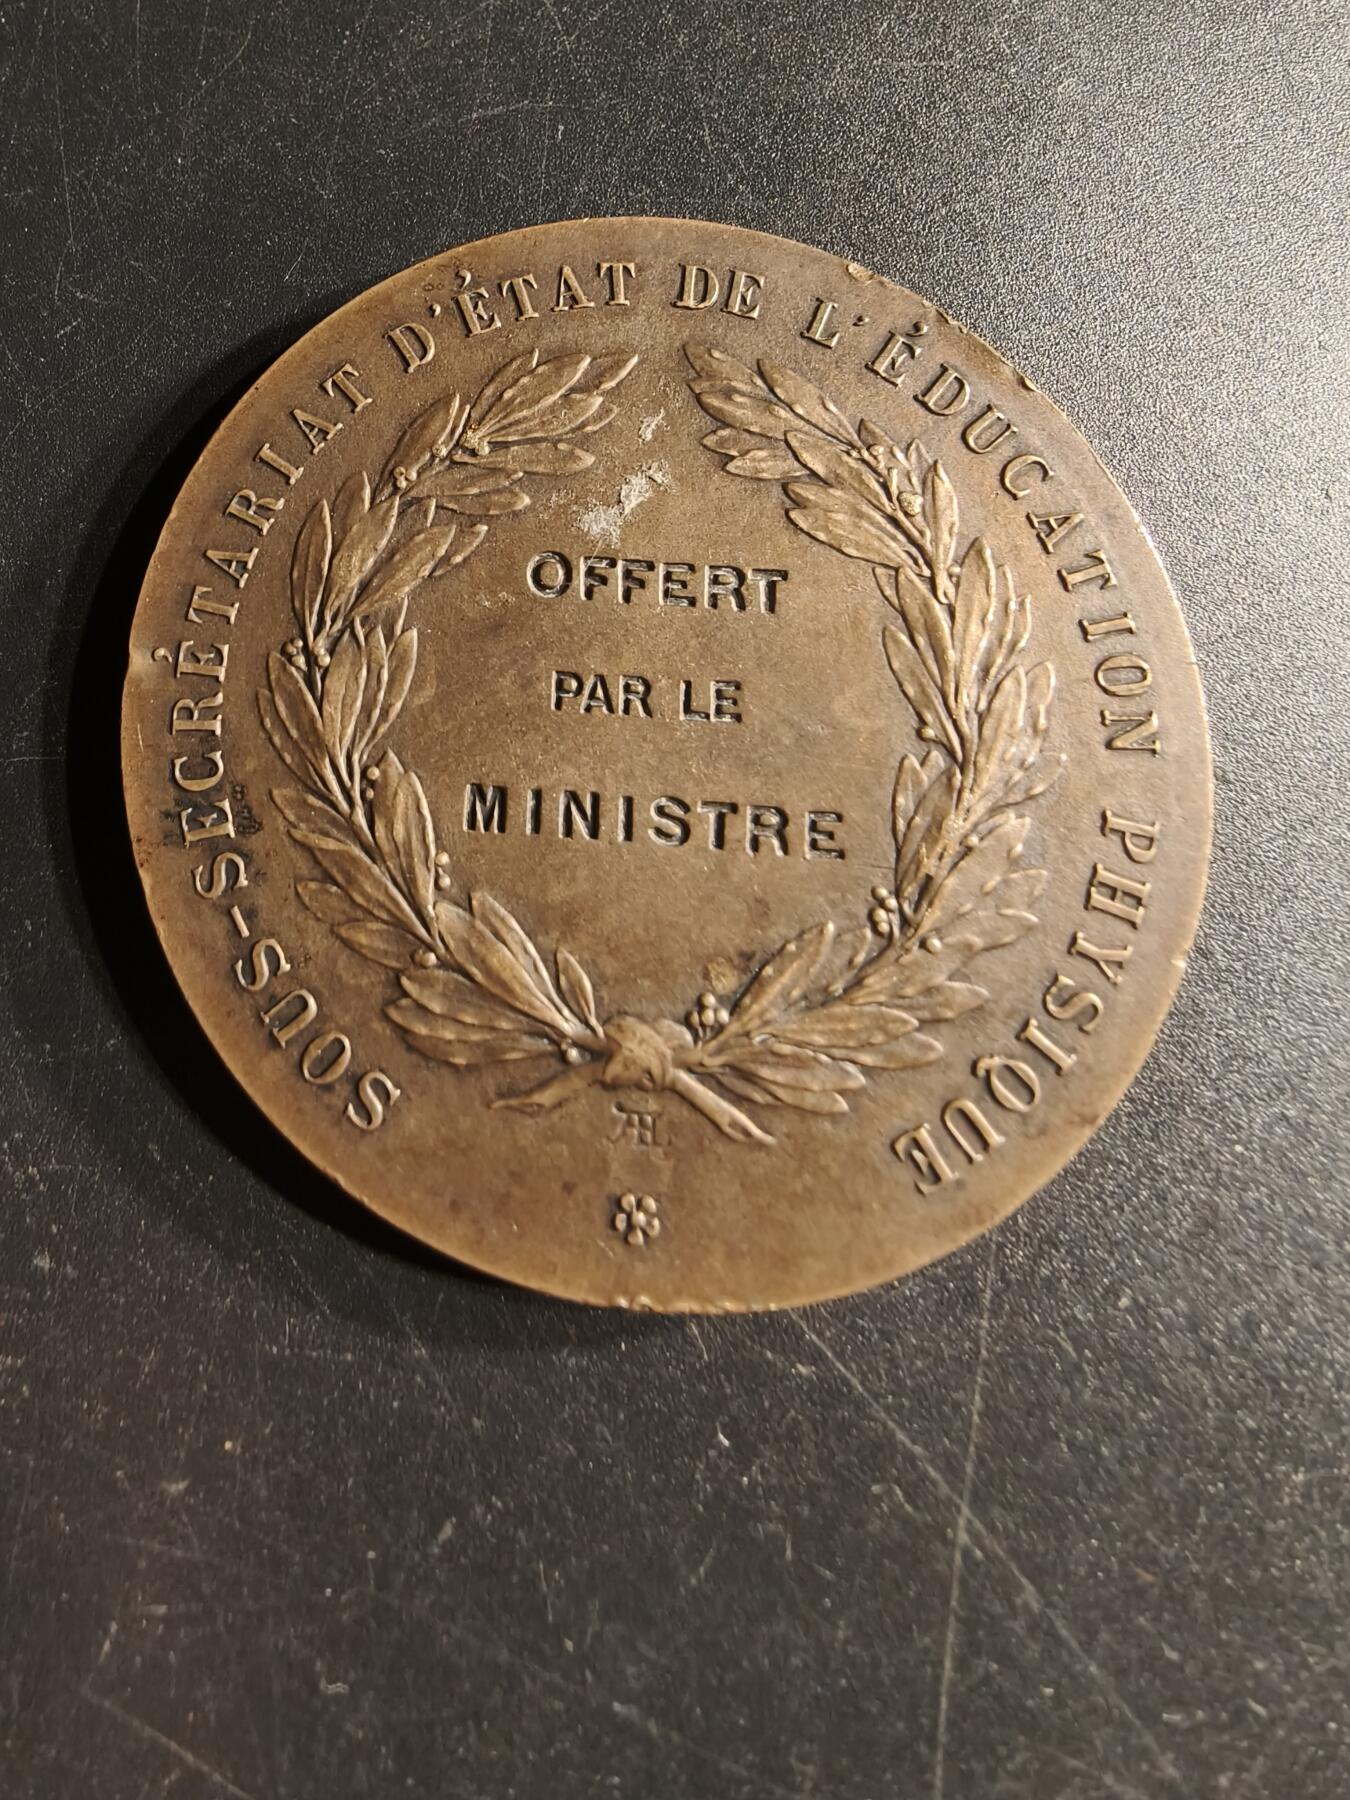 SOUS-SECRÉTARIAT D'ÉTAT DE L'ÉDUCATION PHYSIQUE
OFFERT
PAR LE
MINISTRE